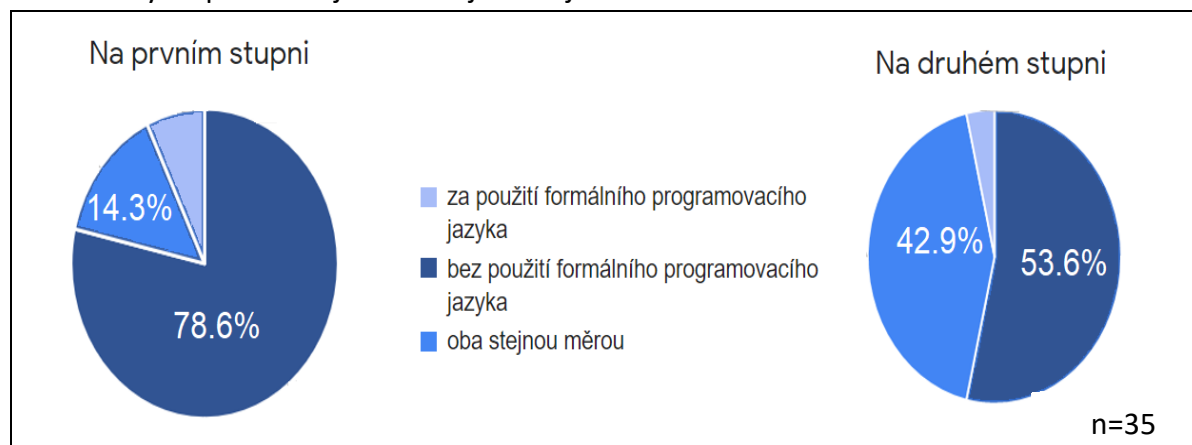 Na prvním stupni
Na druhém stupni
14.3%
78.6%
za použití formálního programovacího
jazyka
bez použití formálního programovacího
jazyka
oba stejnou měrou
42.9%
53.6%
n=35